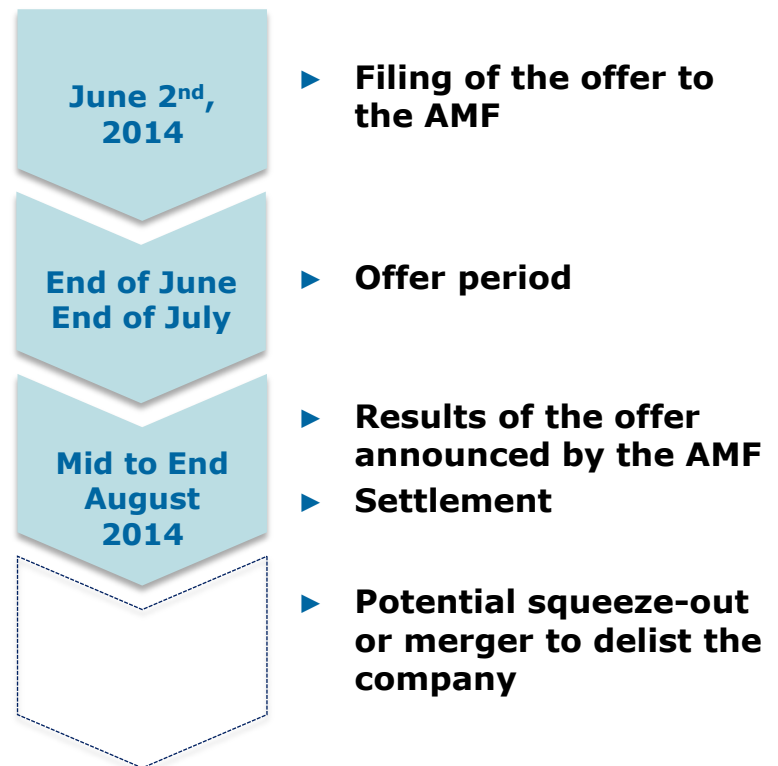 June 2nd,
2014
► Filing of the offer to
the AMF
End of June
End of July
► Offer period
Mid to End
August
2014
► Results of the offer
announced by the AMF
► Settlement
► Potential squeeze-out
or merger to delist the
company